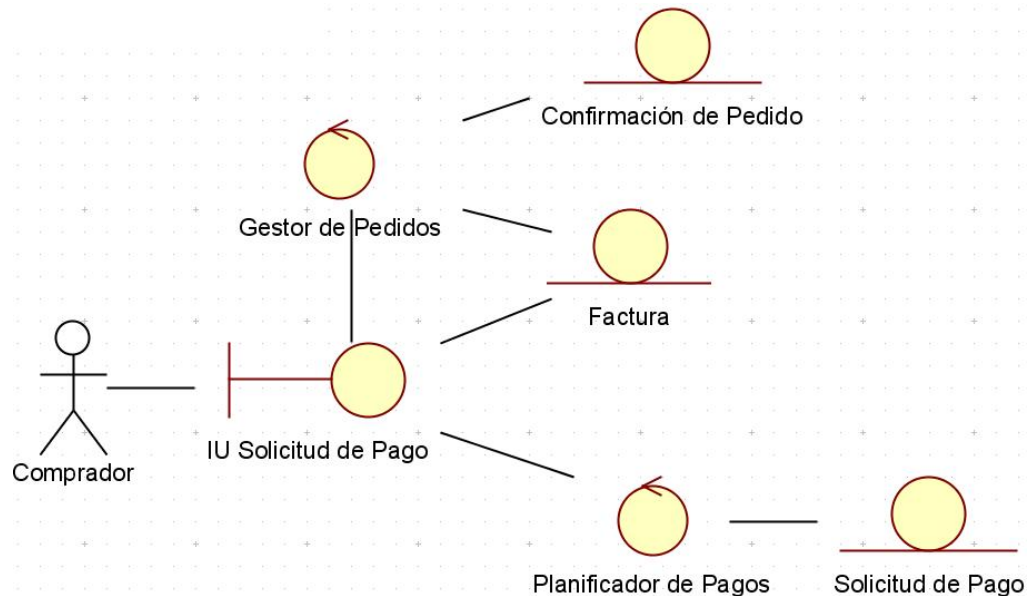 Confirmación de Pedido
Gestor de Pedidos
Factura
IU Solicitud de Pago
Comprador
Planificador de Pagos
Solicitud de Pago